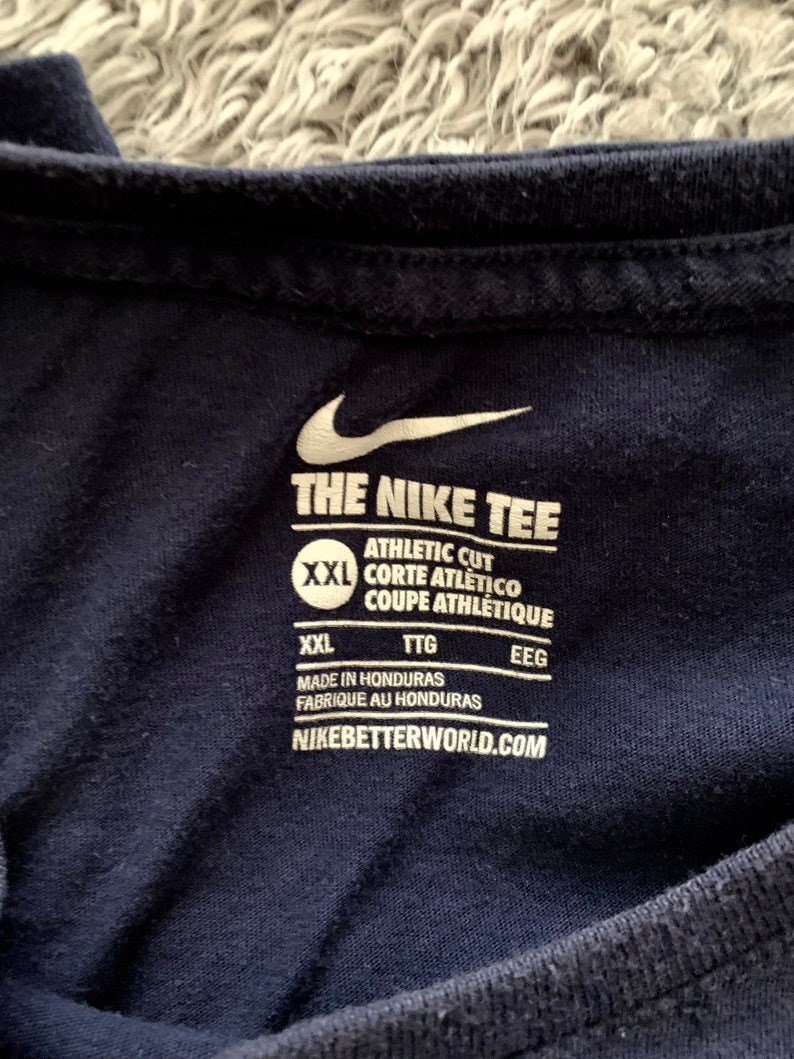 THE NIKE TEE
XXL
ATHLETIC CUT
CORTE ATLÉTICO
COUPE ATHLÉTIQUE
XXL TTG EEG
MADE IN HONDURAS
FABRIQUE AU HONDURAS
NIKEBETTERWORLD.COM